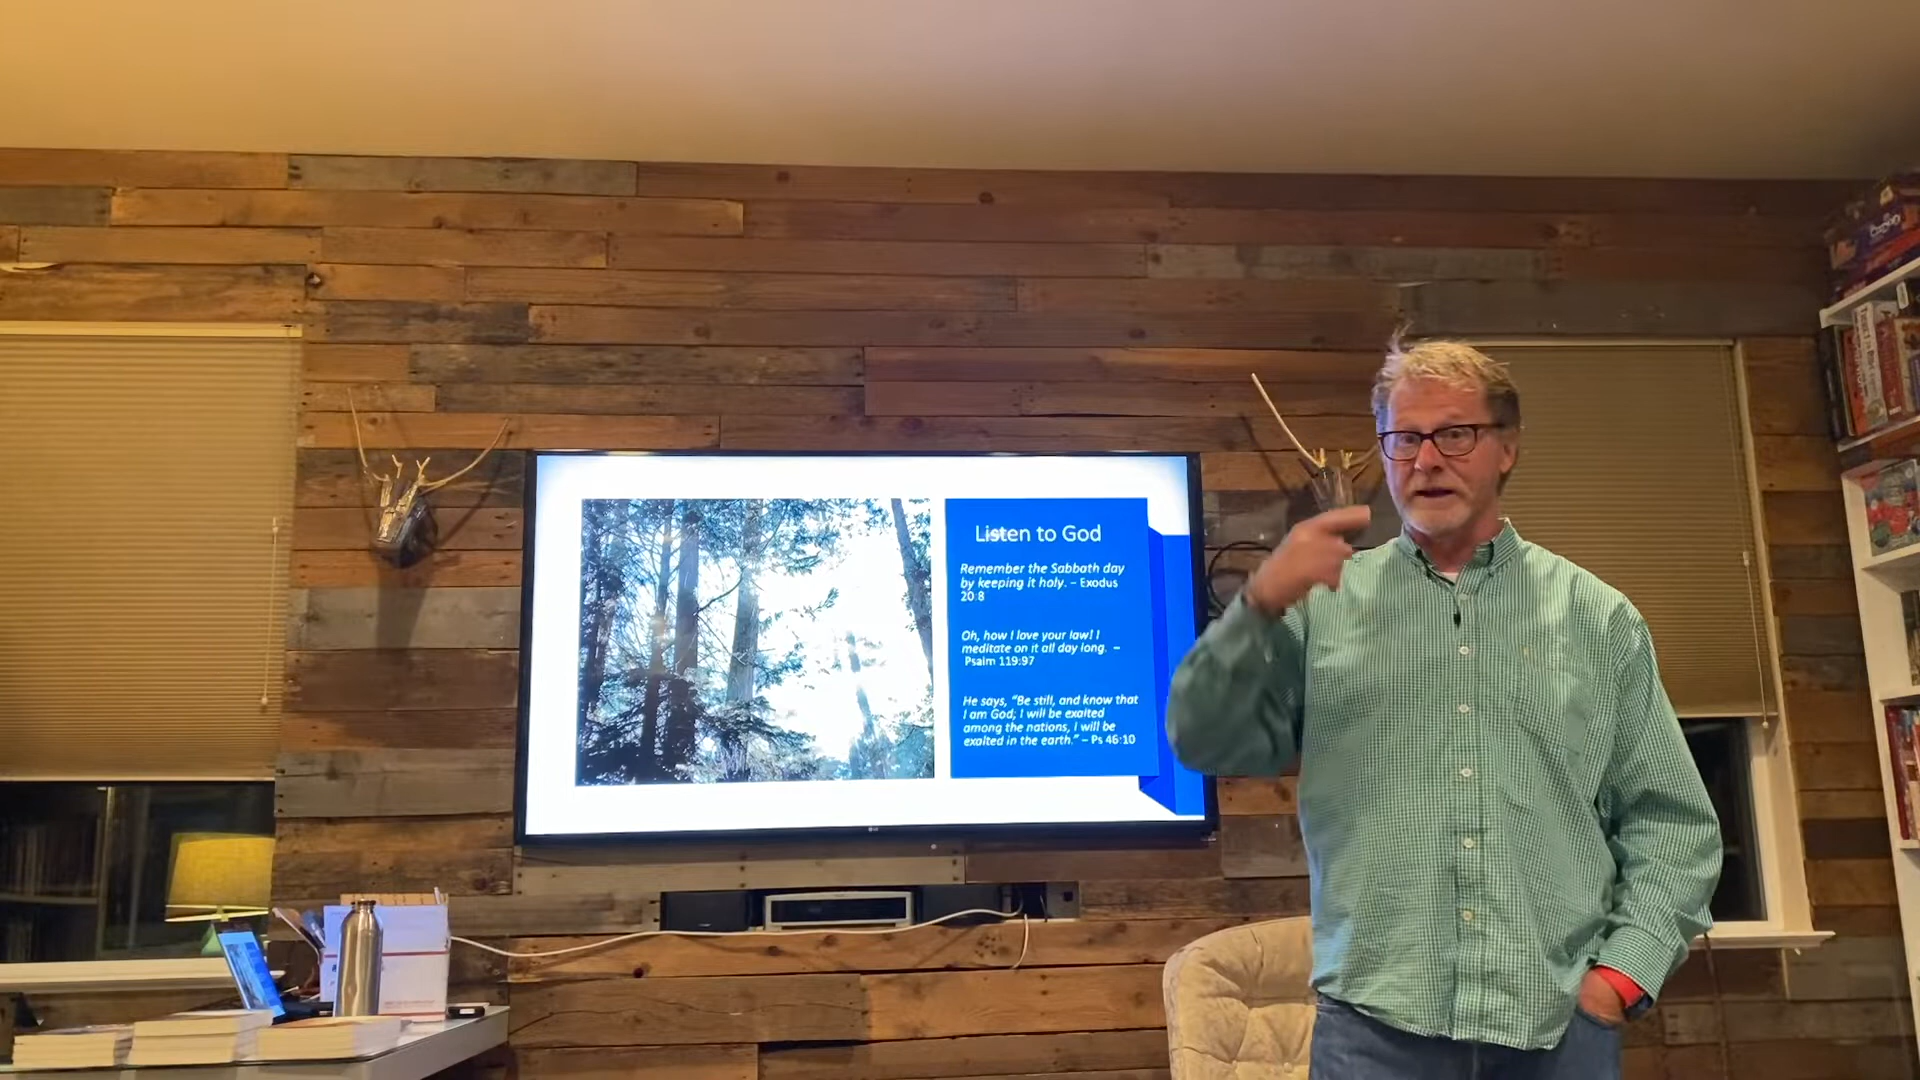 Listen to God
Remember the Sabbath day
by keeping it holy. – Exodus
20:8
Oh, how I love your law! I
meditate on it all day long. –
Psalm 119:97
He says, "Be still, and know that
I am God; I will be exalted
among the nations, I will be
exalted in the earth." – Ps 46:10
LG